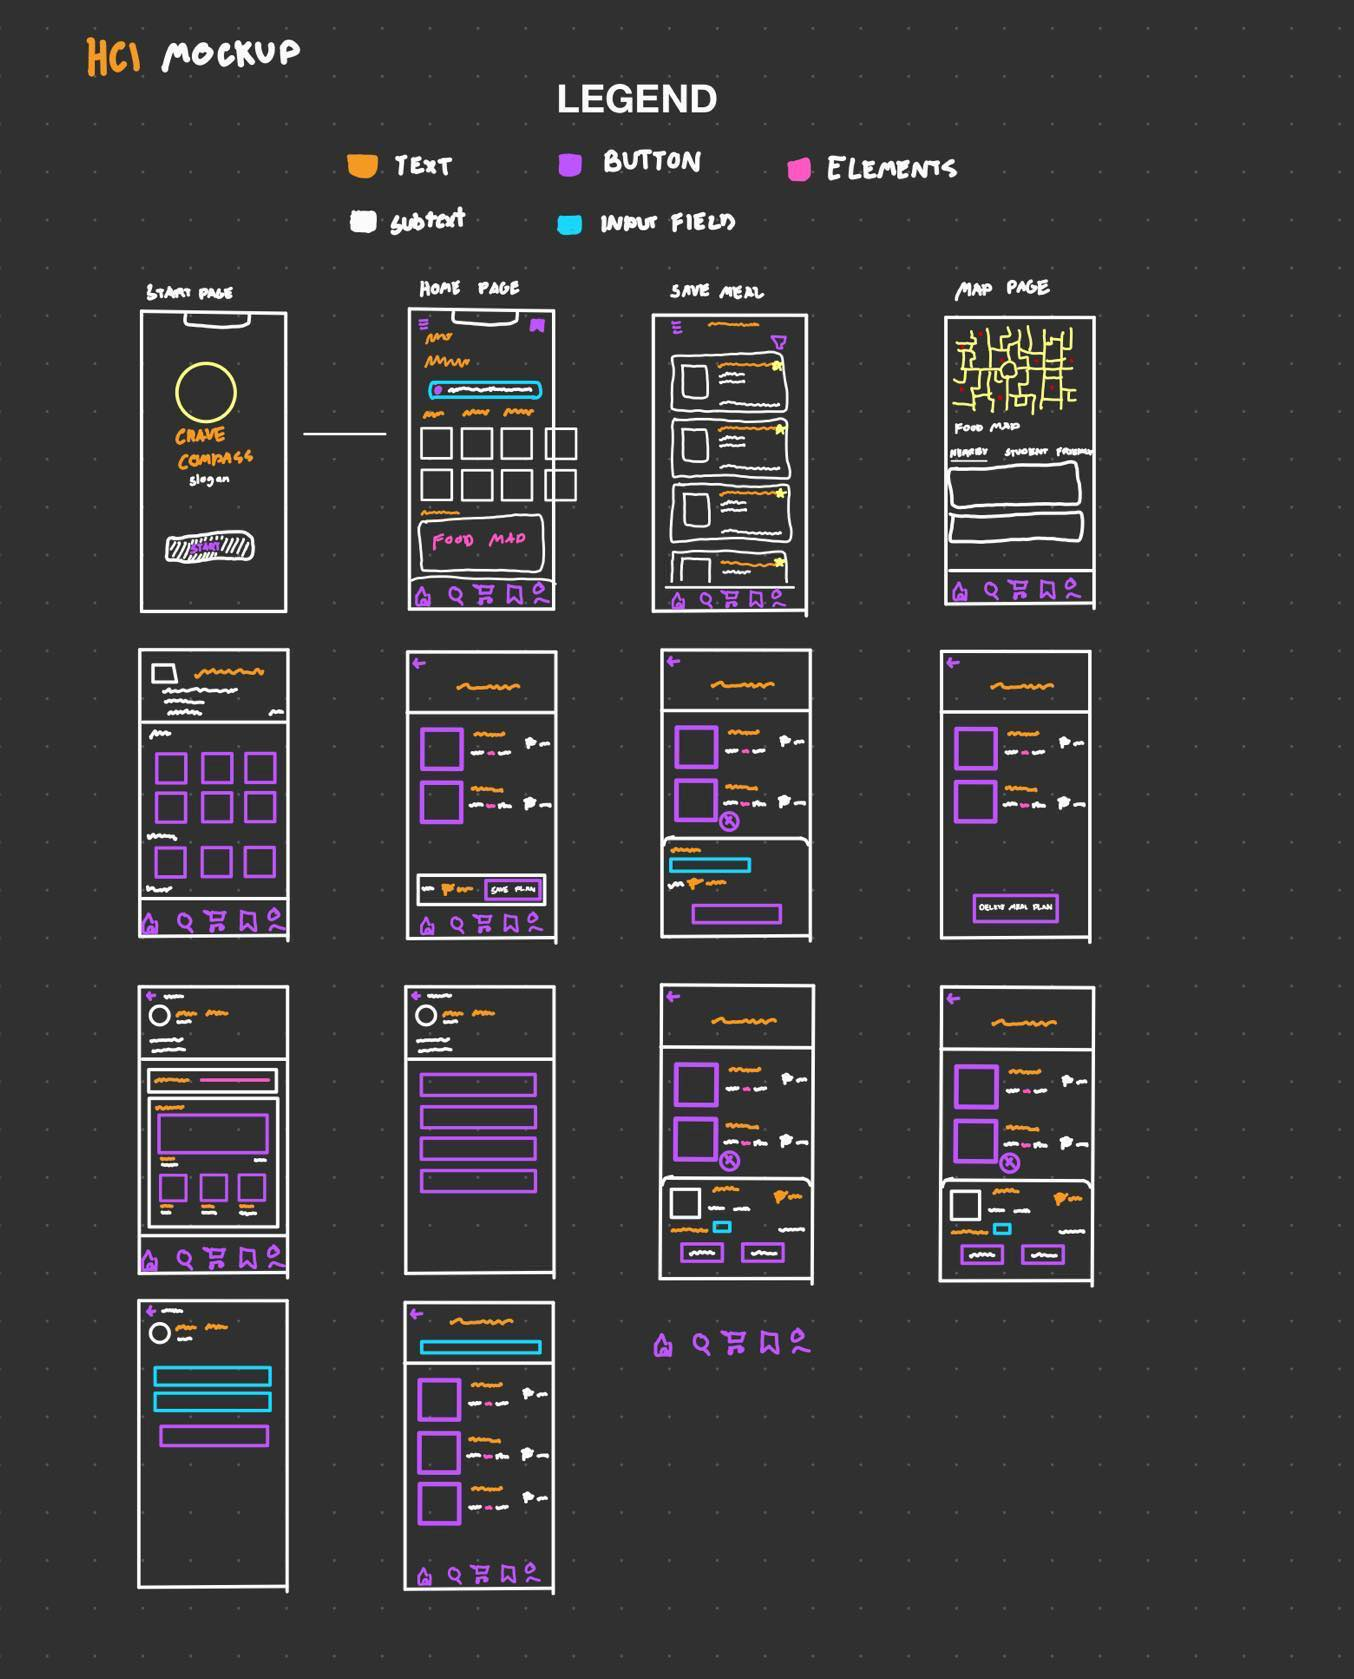 HCI MOCKUP
LEGEND
TEXT BUTTON ELEMENTS
subtext INPUT FIELD
START PAGE HOME PAGE SAVE MEAL MAP PAGE
CRAVE
COMPASS
slogan
START
FOOD MAP
FOOD MAP
NEARBY STUDENT FRIENDLY
SAVE PLAN
DELETE MEAL PLAN